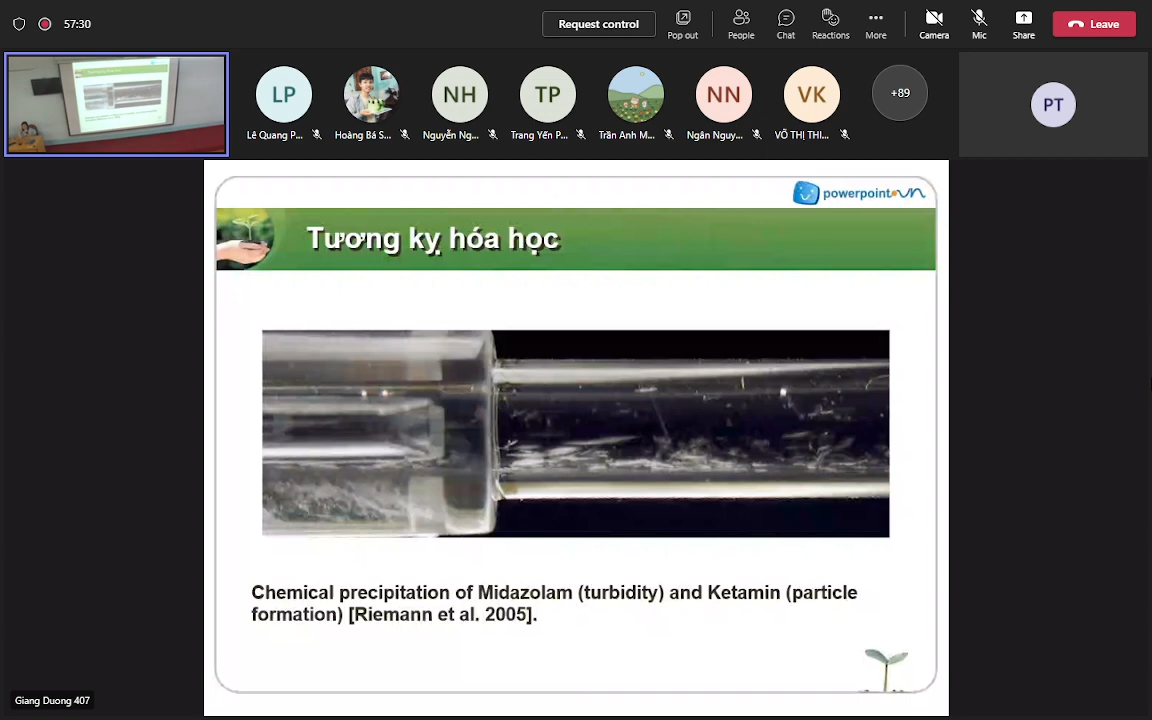 57:30
Request control
Pop out
People
Chat
Reactions
More
Camera
Mic
Share
Leave
LP
NH
TP
NN
VK
+89
PT
Lê Quang P...
Hoàng Bá S...
Nguyễn Ng...
Trang Yến P...
Trần Anh M...
Ngân Nguy...
VÕ THỊ THI...
powerpoint.vn
Tương kỵ hóa học
Chemical precipitation of Midazolam (turbidity) and Ketamin (particle
formation) [Riemann et al. 2005].
Giang Duong 407